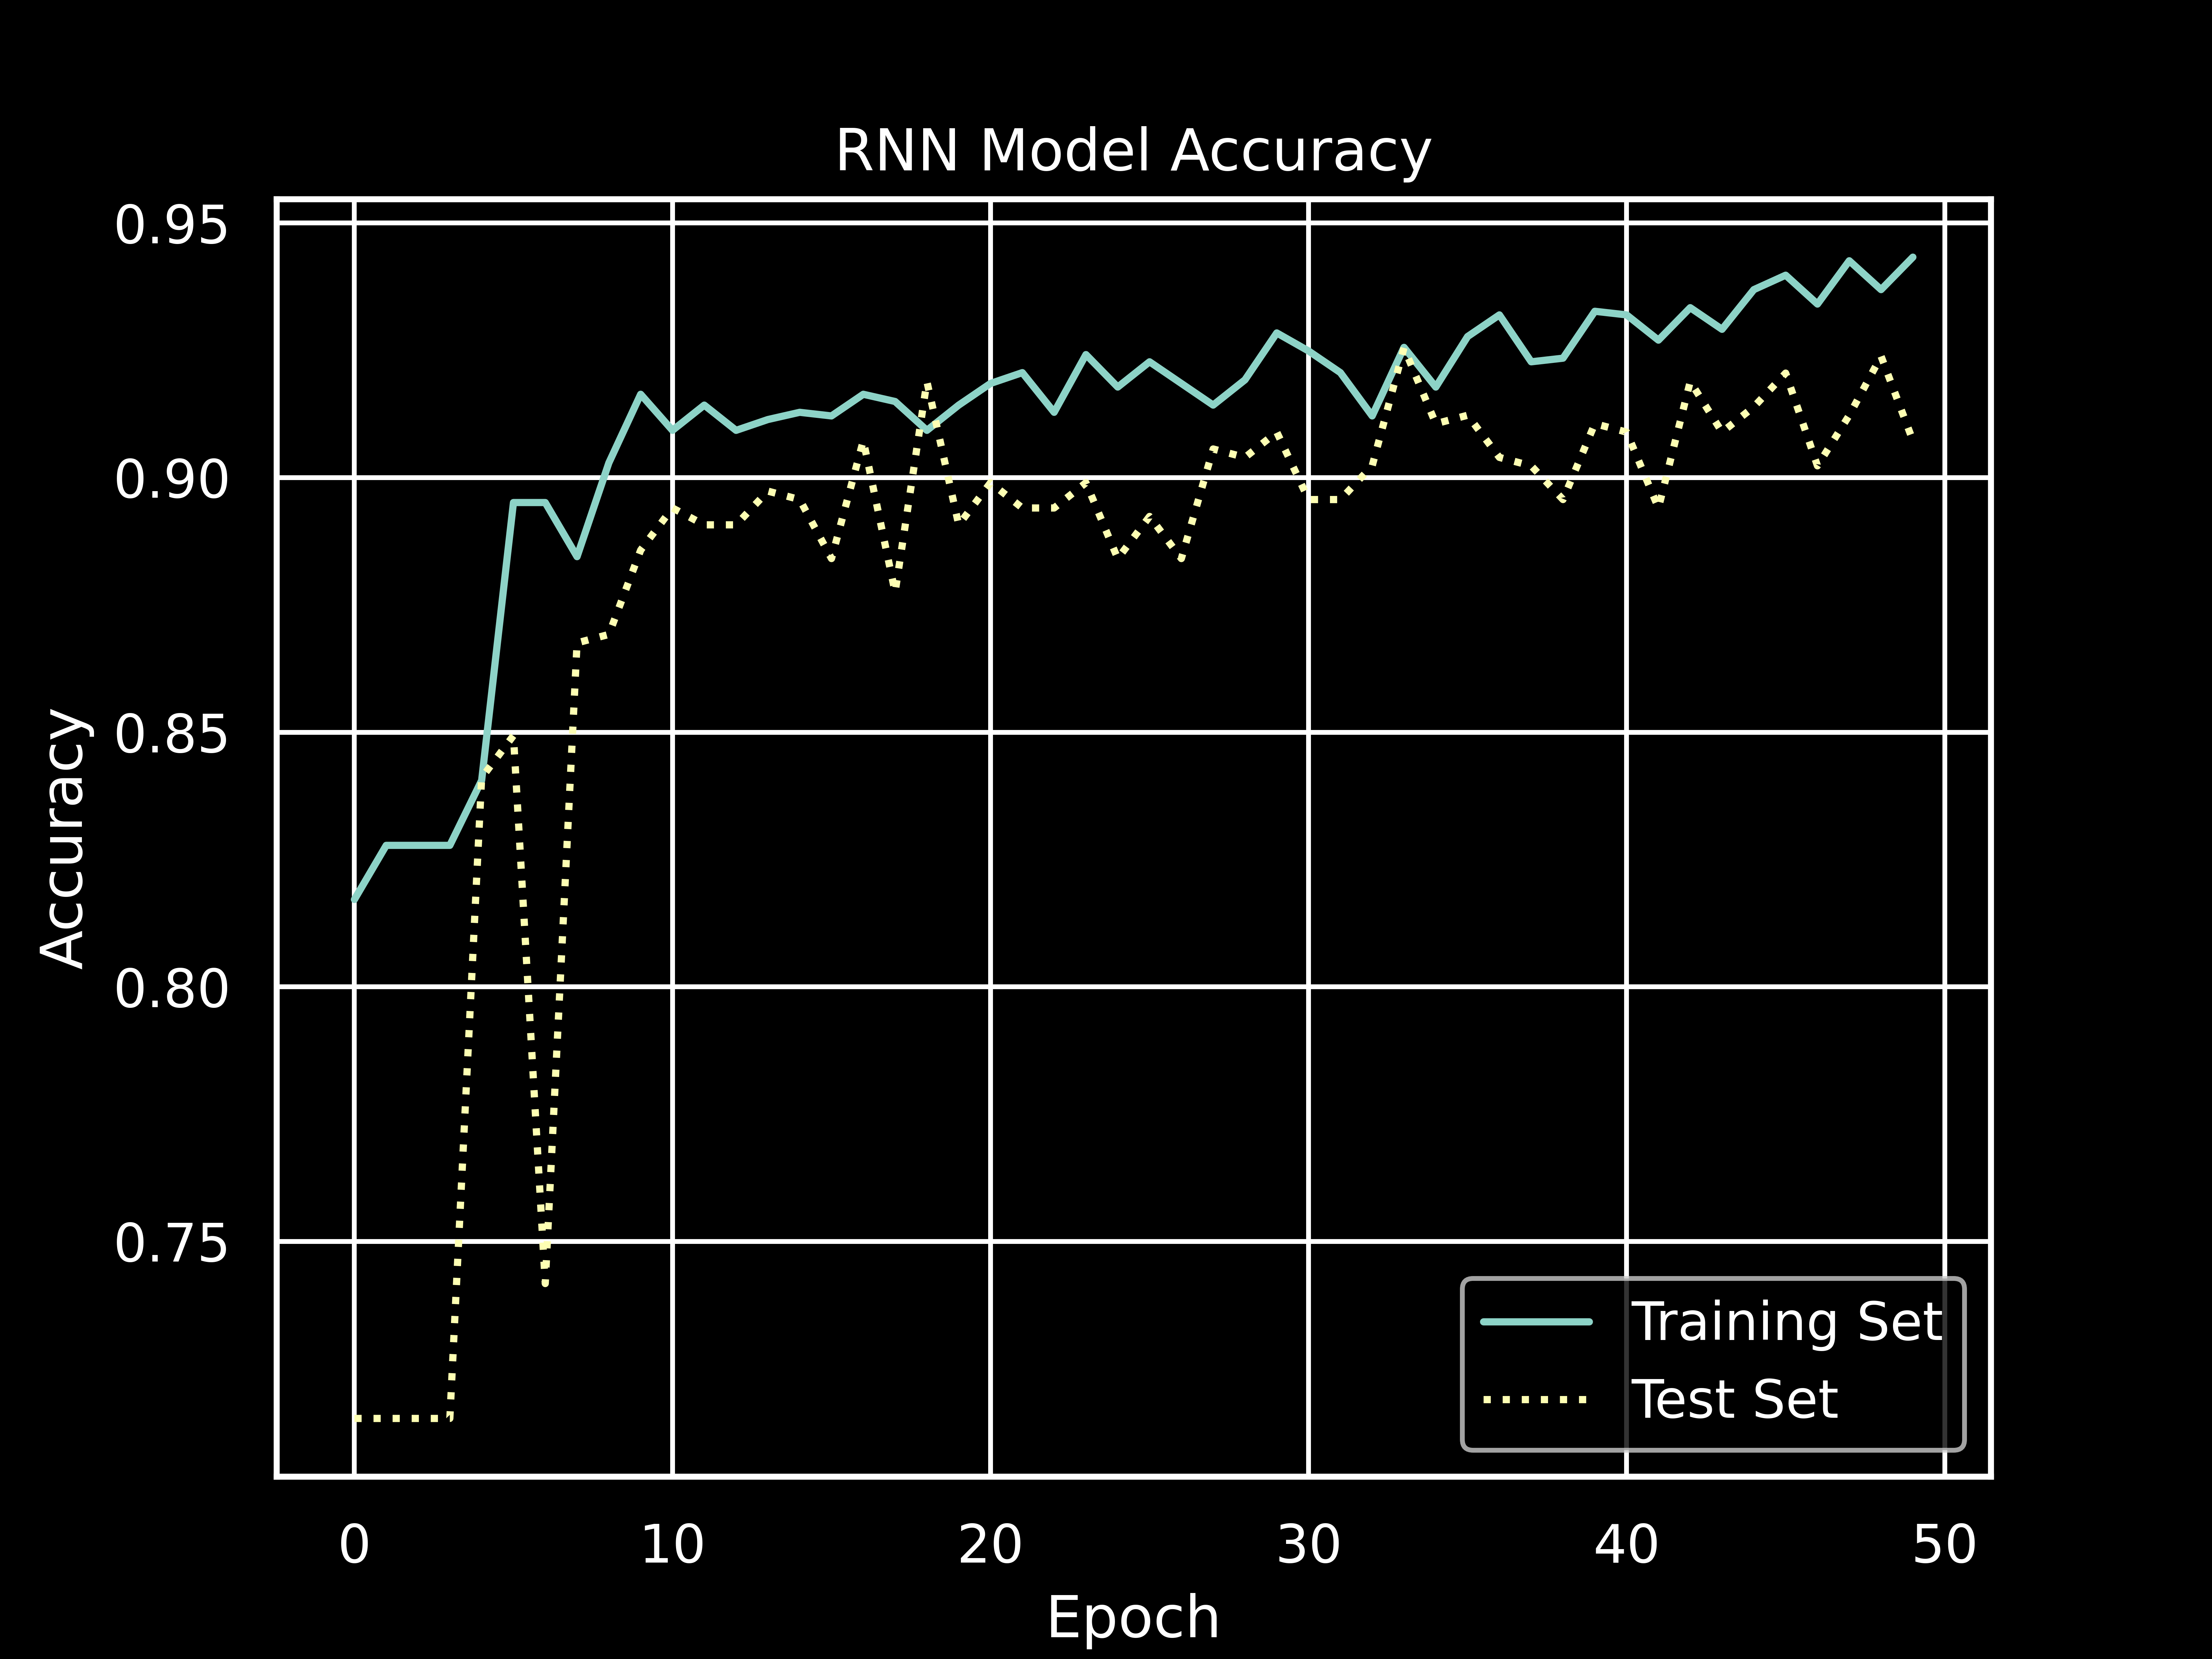 RNN Model Accuracy
0.95
0.90
0.85
0.80
0.75
Accuracy
Training Set
Test Set
0 10 20 30 40 50
Epoch